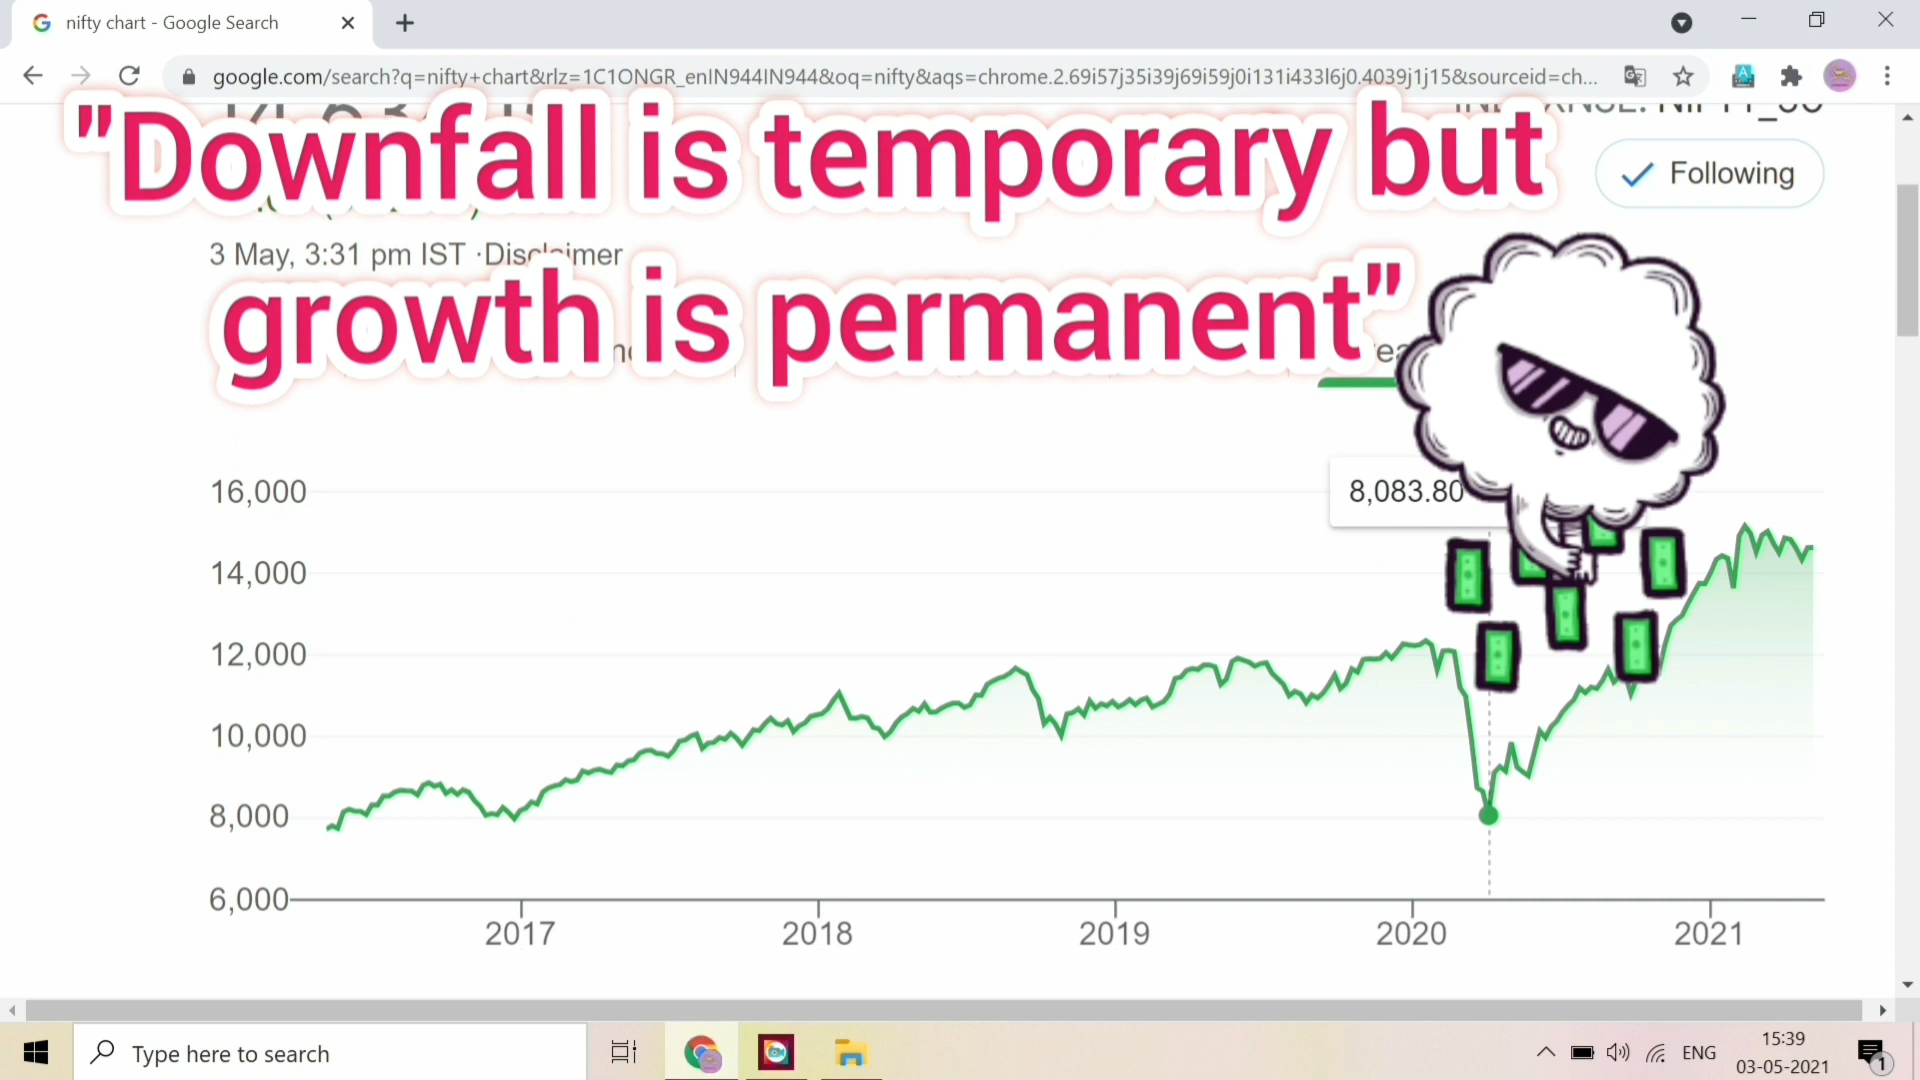 nifty chart - Google Search
google.com/search?q=nifty+chart&rlz=1C1ONGR_enIN944IN944&oq=nifty&aqs=chrome.2.69i57j35i39j69i59j0i131i433l6j0.4039j1j15&sourceid=ch...
"Downfall is temporary but
growth is permanent"
Following
3 May, 3:31 pm IST ·Disclaimer
8,083.80
16,000
14,000
12,000
10,000
8,000
6,000
2017 2018 2019 2020 2021
Type here to search
ENG
15:39
03-05-2021
1